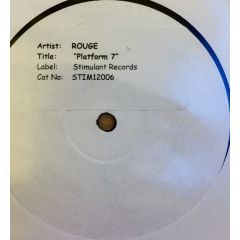 Artist: ROUGE
Title: "Platform 7"
Label: Stimulant Records
Cat No: STIM12006